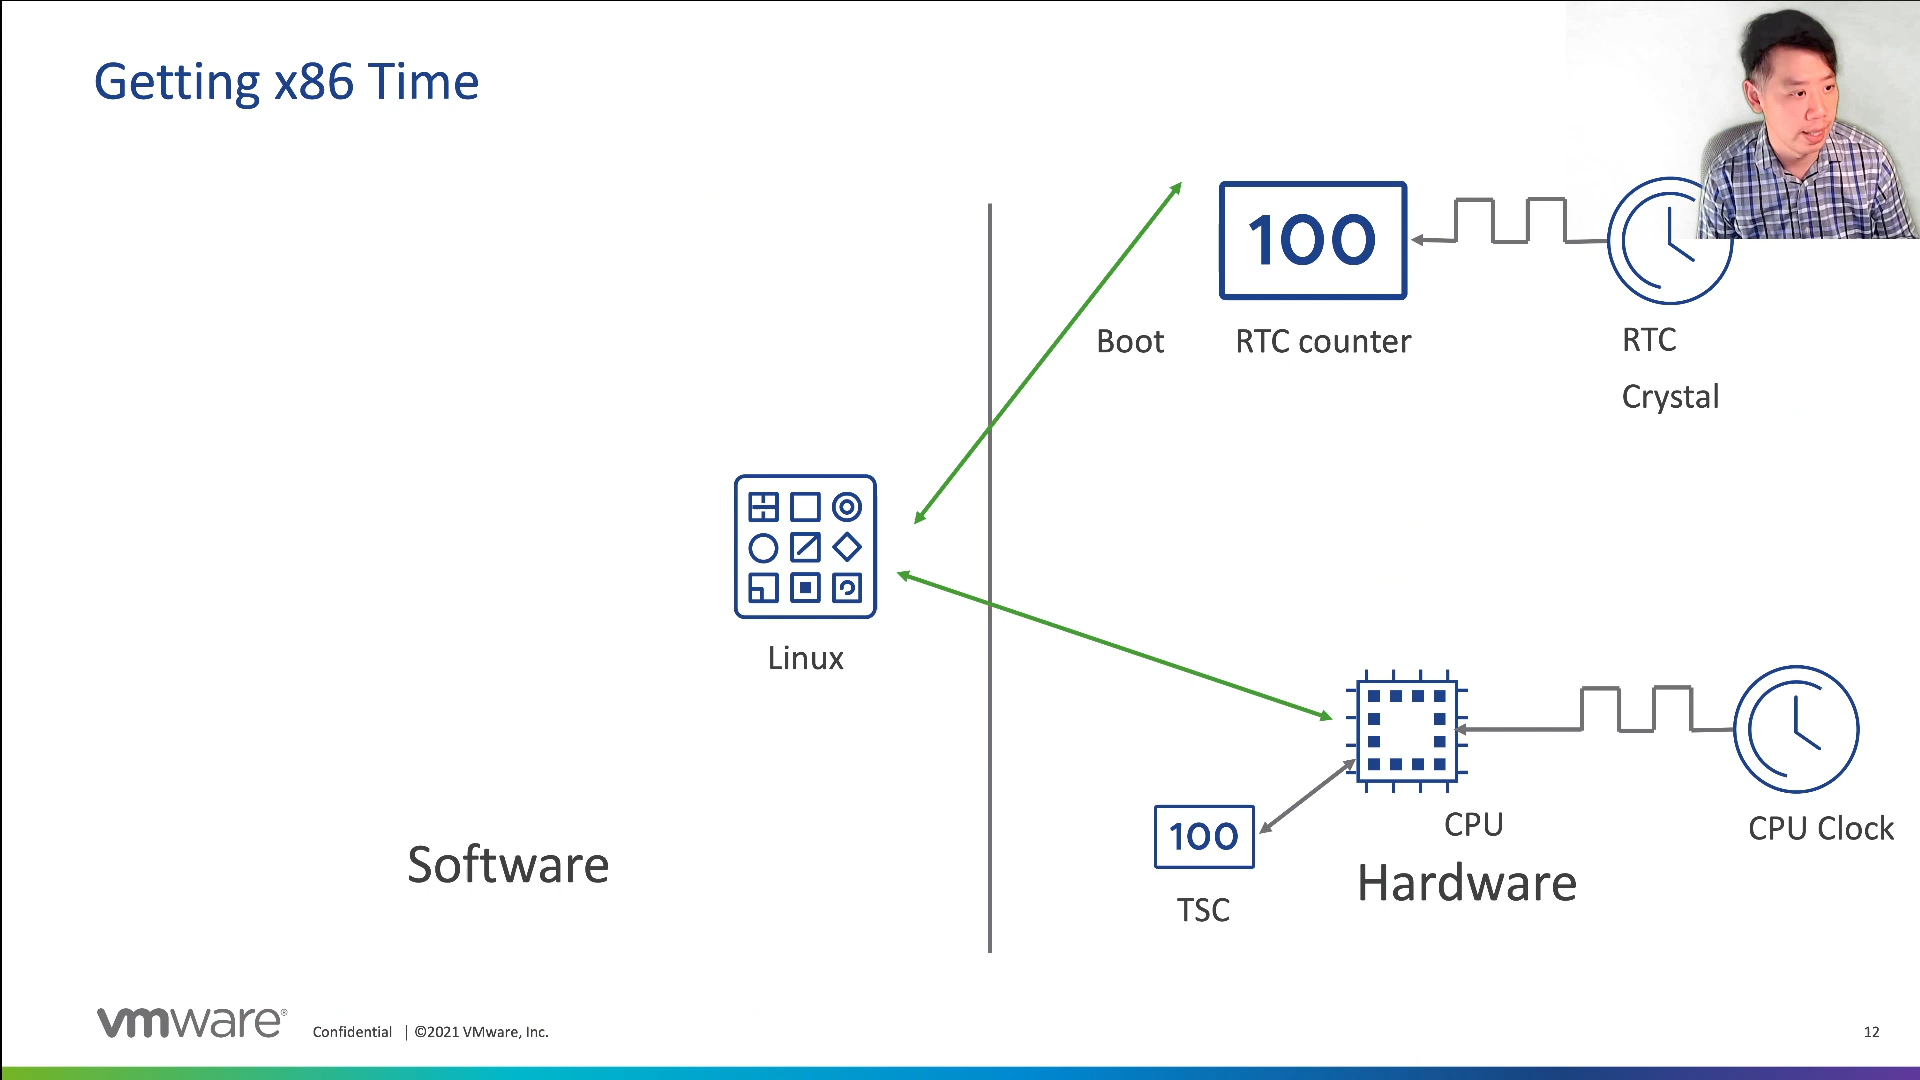 Getting x86 Time
100
Boot
RTC counter
RTC
Crystal
Linux
CPU
CPU Clock
100
TSC
Software
Hardware
vmware®
Confidential | ©2021 VMware, Inc.
12